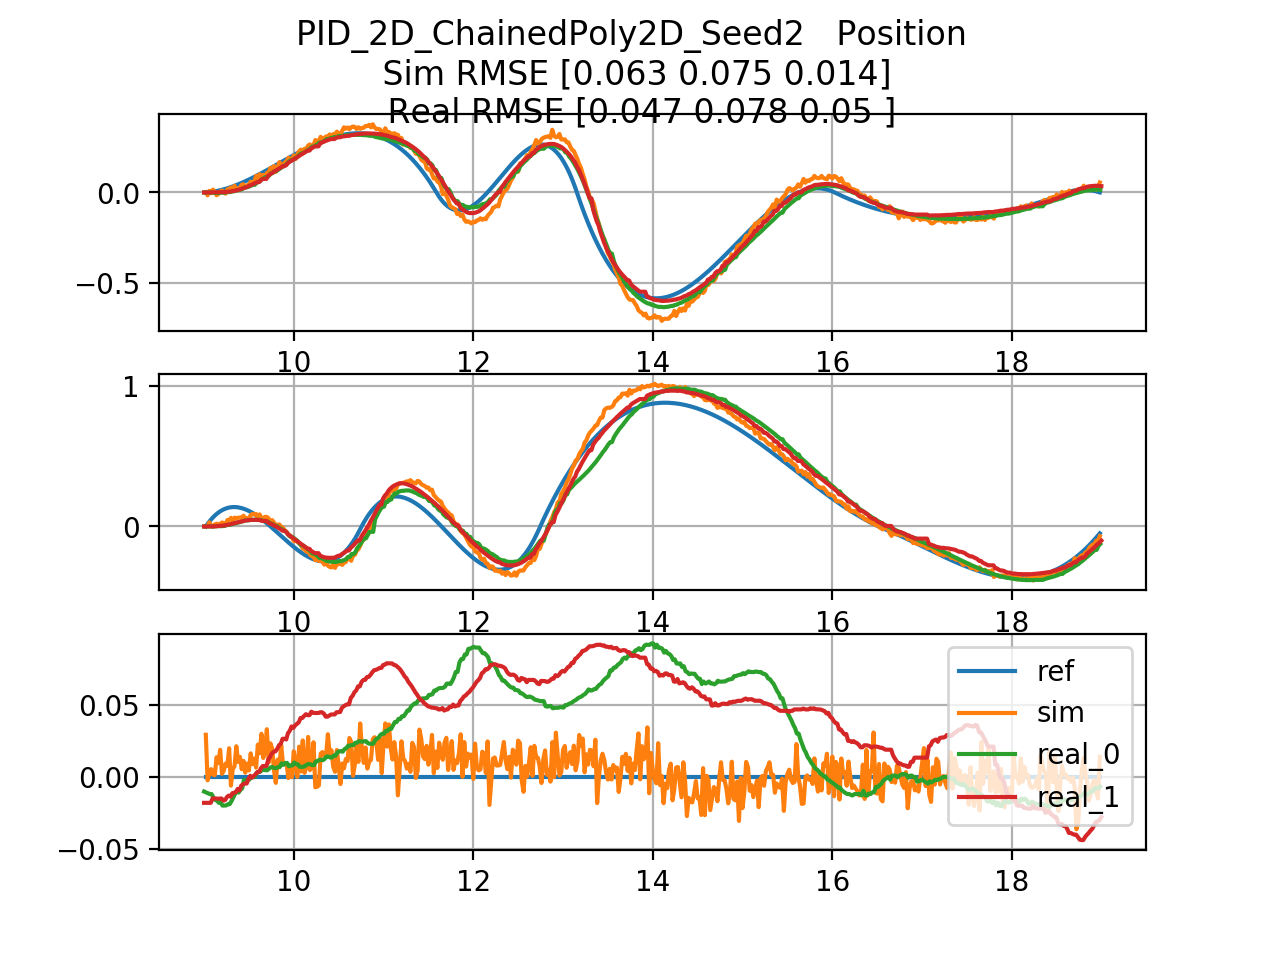 PID_2D_ChainedPoly2D_Seed2 Position
Sim RMSE [0.063 0.075 0.014]
Real RMSE [0.047 0.078 0.05 ]
0.0
−0.5
10 12 14 16 18
1
0
10 12 14 16 18
0.05
0.00
−0.05
10 12 14 16 18
ref
sim
real_0
real_1